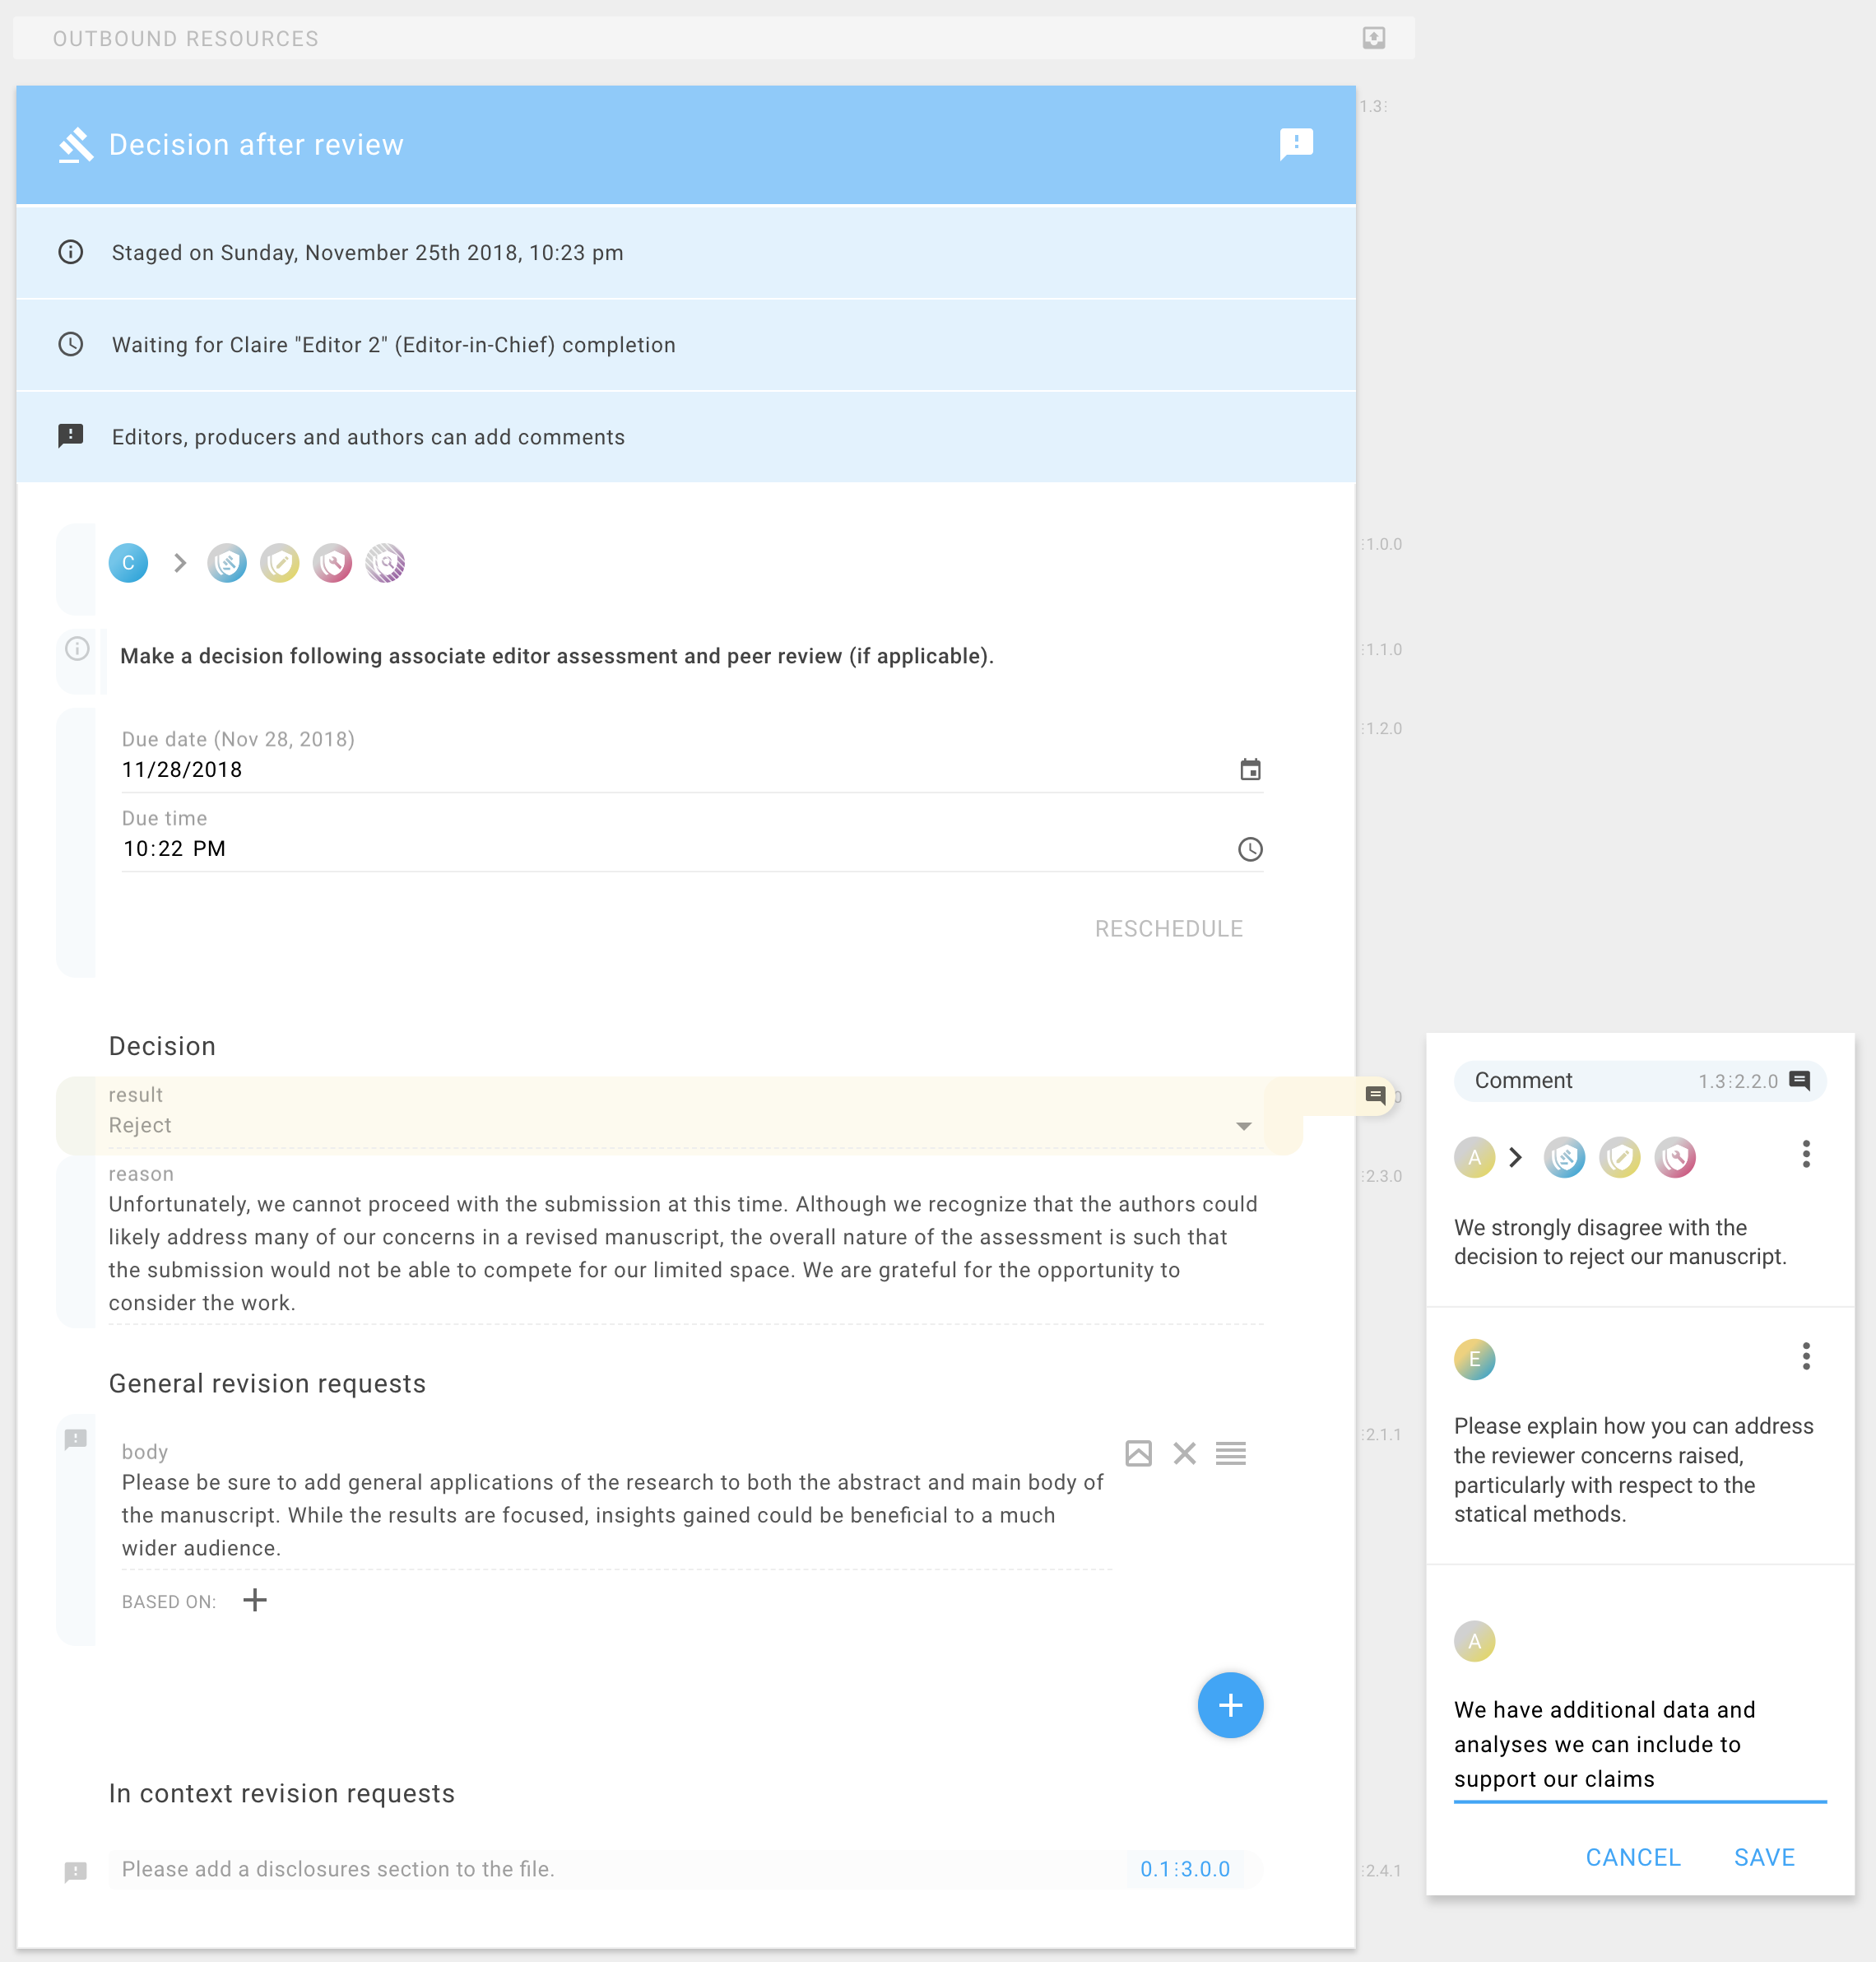 OUTBOUND RESOURCES
1.3⋮
Decision after review
Staged on Sunday, November 25th 2018, 10:23 pm
Waiting for Claire "Editor 2" (Editor-in-Chief) completion
Editors, producers and authors can add comments
C
⋮1.0.0
Make a decision following associate editor assessment and peer review (if applicable).
⋮1.1.0
⋮1.2.0
Due date (Nov 28, 2018)
11/28/2018
Due time
10:22 PM
RESCHEDULE
Decision
result
0
Reject
reason
⋮2.3.0
Unfortunately, we cannot proceed with the submission at this time. Although we recognize that the authors could
likely address many of our concerns in a revised manuscript, the overall nature of the assessment is such that
the submission would not be able to compete for our limited space. We are grateful for the opportunity to
consider the work.
General revision requests
⋮2.1.1
body
Please be sure to add general applications of the research to both the abstract and main body of
the manuscript. While the results are focused, insights gained could be beneficial to a much
wider audience.
BASED ON:
In context revision requests
Please add a disclosures section to the file.
0.1⋮3.0.0
⋮2.4.1
Comment
1.3⋮2.2.0
A
We strongly disagree with the
decision to reject our manuscript.
E
Please explain how you can address
the reviewer concerns raised,
particularly with respect to the
statical methods.
A
We have additional data and
analyses we can include to
support our claims
CANCEL
SAVE